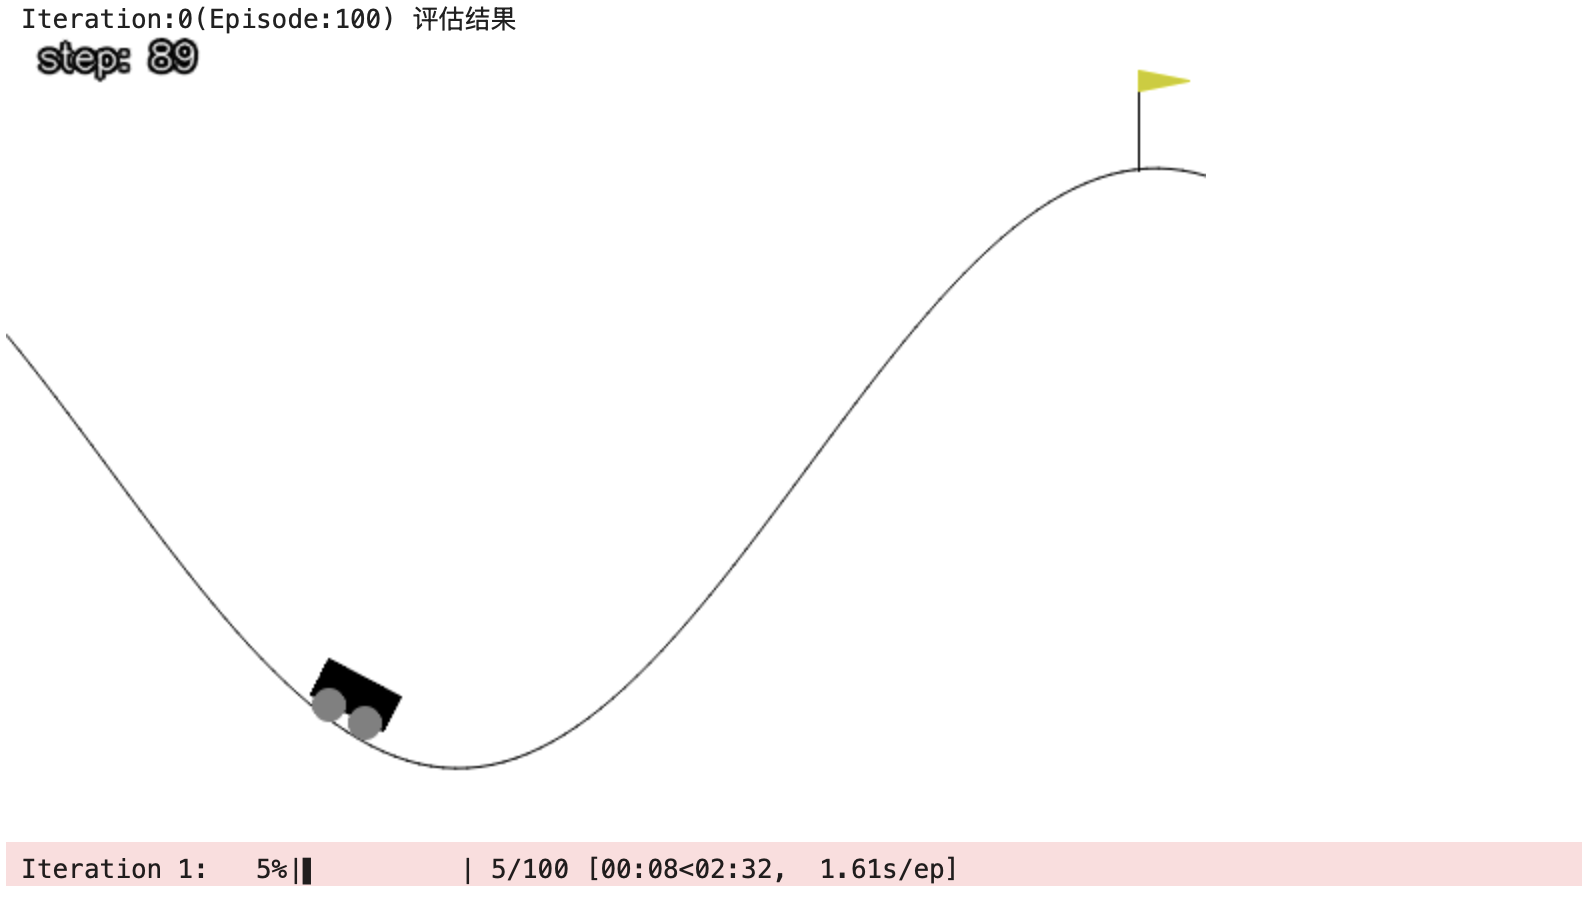 Iteration:0(Episode:100) 评估结果
step: 89
Iteration 1:   5%|▌         | 5/100 [00:08<02:32,  1.61s/ep]